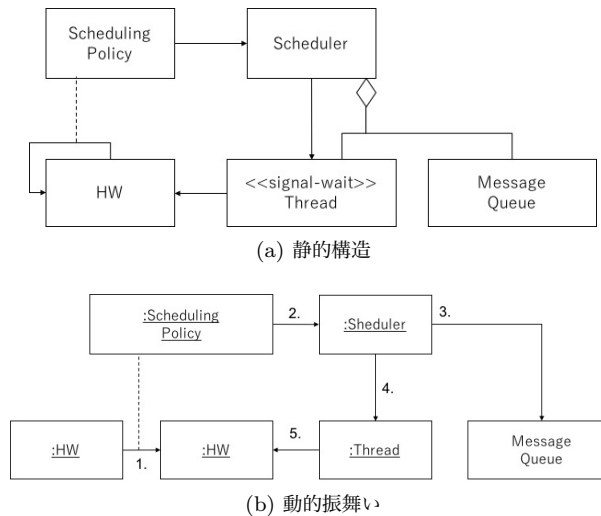 Scheduling
Policy
Scheduler
HW
<<signal-wait>>
Thread
Message
Queue
(a) 静的構造
:Scheduling
Policy
2.
:Sheduler
3.
4.
:HW
1.
:HW
5.
:Thread
Message
Queue
(b) 動的振舞い